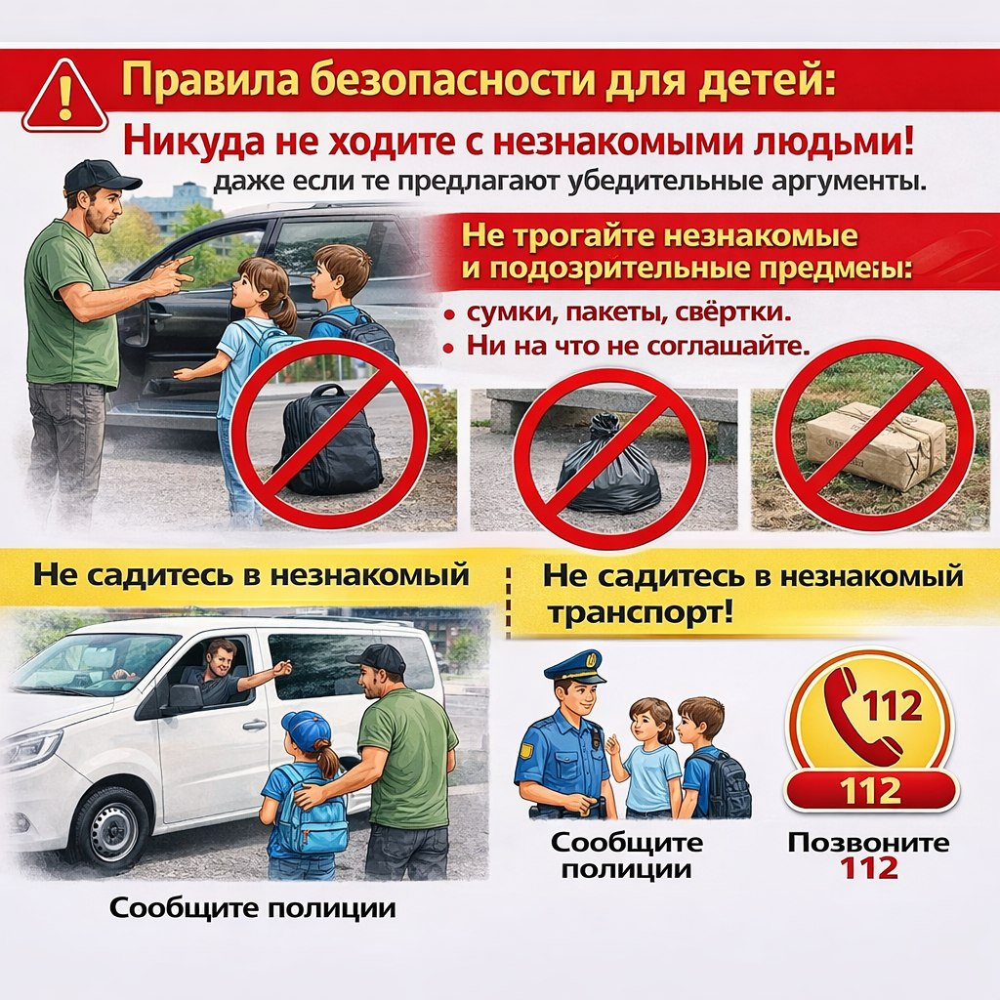 Правила безопасности для детей:
Никуда не ходите с незнакомыми людьми!
даже если те предлагают убедительные аргументы.
Не трогайте незнакомые
и подозрительные предметы:
• сумки, пакеты, свёртки.
• Ни на что не соглашайте.
Не садитесь в незнакомый
Не садитесь в незнакомый
транспорт!
112
112
Сообщите
полиции
Позвоните
112
Сообщите полиции